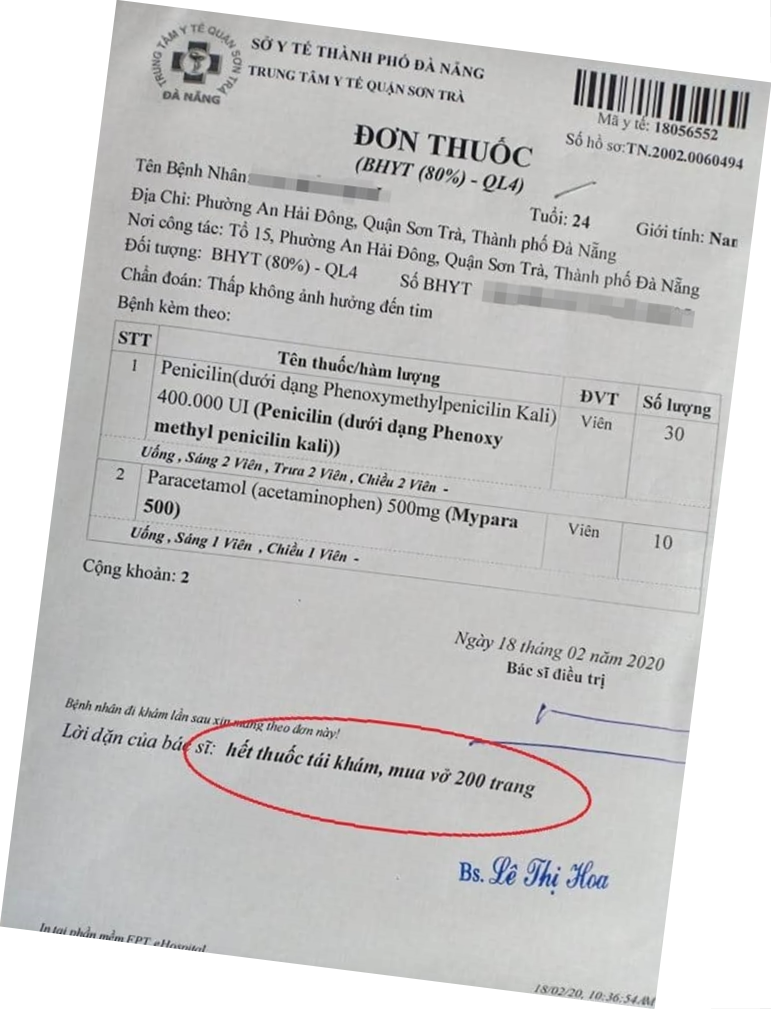 TRUNG TÂM Y TẾ QUẬN SƠN TRÀ
ĐÀ NẴNG
SỞ Y TẾ THÀNH PHỐ ĐÀ NẴNG
TRUNG TÂM Y TẾ QUẬN SƠN TRÀ
Mã y tế: 18056552
Số hồ sơ:TN.2002.0060494
ĐƠN THUỐC
(BHYT (80%) - QL4)
Tên Bệnh Nhân:
Tuổi: 24
Giới tính: Nam
Địa Chỉ: Phường An Hải Đông, Quận Sơn Trà, Thành phố Đà Nẵng
Nơi công tác: Tổ 15, Phường An Hải Đông, Quận Sơn Trà, Thành phố Đà Nẵng
Đối tượng: BHYT (80%) - QL4 Số BHYT
Chẩn đoán: Thấp không ảnh hưởng đến tim
Bệnh kèm theo:
STT Tên thuốc/hàm lượng ĐVT Số lượng
1 Penicilin(dưới dạng Phenoxymethylpenicilin Kali) Viên 30
400.000 UI (Penicilin (dưới dạng Phenoxy
methyl penicilin kali))
Uống , Sáng 2 Viên , Trưa 2 Viên , Chiều 2 Viên -
2 Paracetamol (acetaminophen) 500mg (Mypara Viên 10
500)
Uống , Sáng 1 Viên , Chiều 1 Viên -
Cộng khoản: 2
Ngày 18 tháng 02 năm 2020
Bác sĩ điều trị
Bệnh nhân đi khám lần sau xin mang theo đơn này!
Lời dặn của bác sĩ: hết thuốc tái khám, mua vở 200 trang
Bs. Lê Thị Hoa
In tại phần mềm FPT eHospital
18/02/20, 10:36:54AM